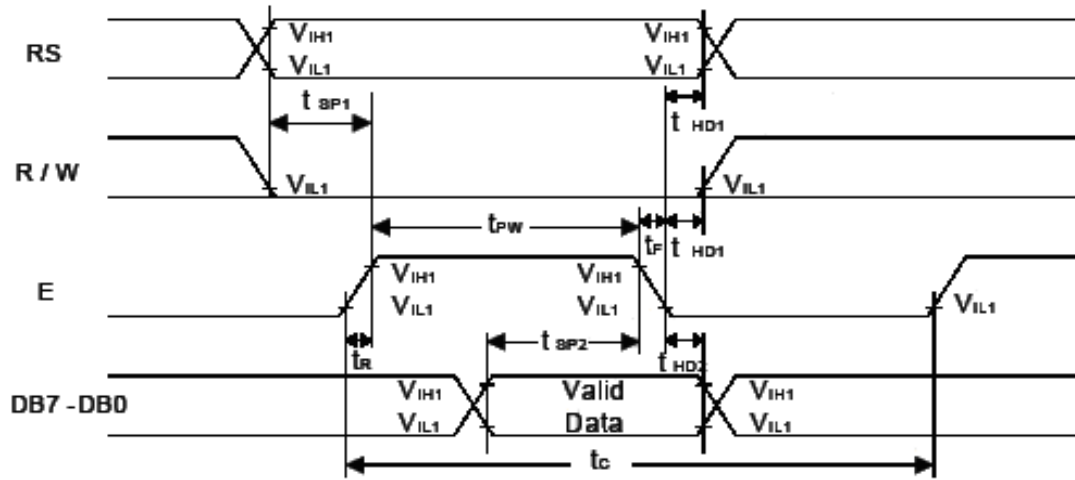 RS
VIH1 VIH1
VIL1 VIL1
t SP1
t HD1
R / W
VIL1 VIL1
tPW
tF t HD1
E
VIH1 VIH1
VIL1 VIL1 VIL1
tR
t SP2
t HD2
DB7 -DB0
VIH1 Valid VIH1
VIL1 Data VIL1
tC